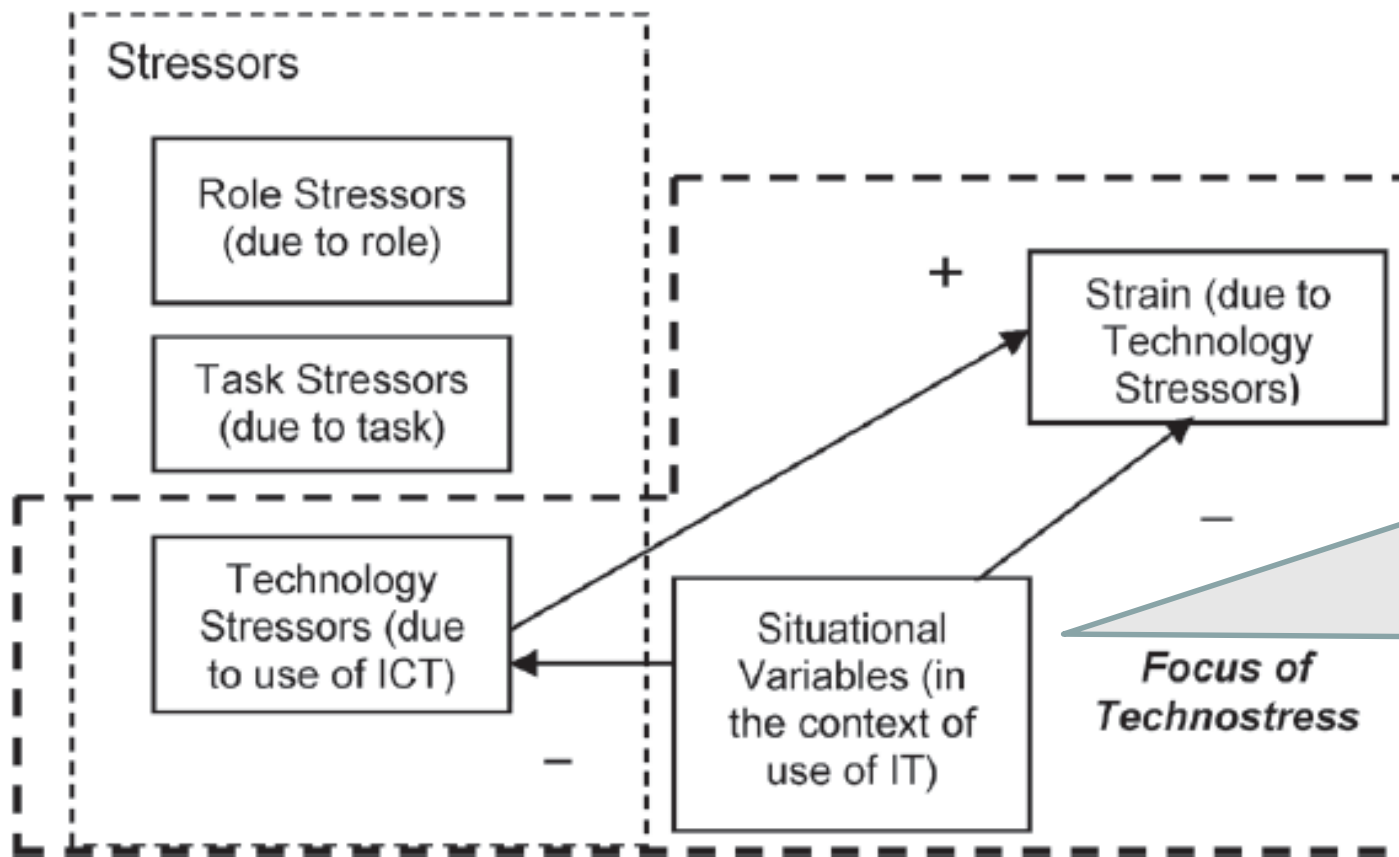 Stressors
Role Stressors
(due to role)
Task Stressors
(due to task)
Technology
Stressors (due
to use of ICT)
–
+
Strain (due to
Technology
Stressors)
–
Situational
Variables (in
the context of
use of IT)
Focus of
Technostress